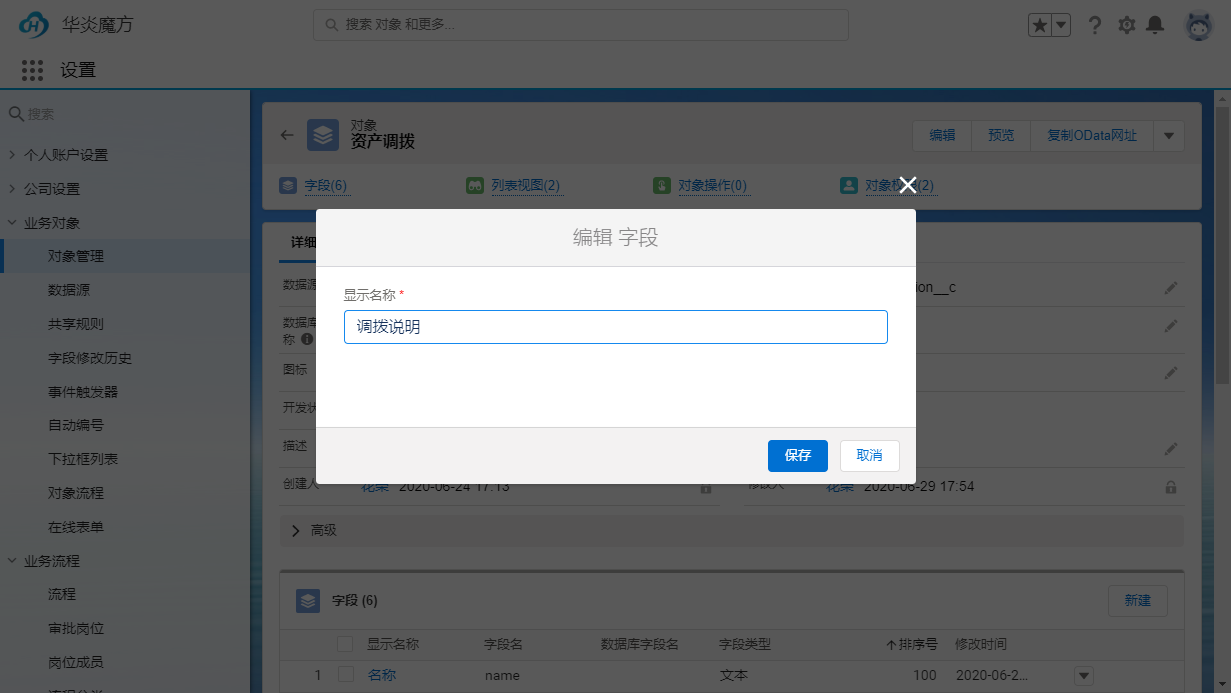 华炎魔方
搜索 对象 和更多...
设置
搜索
个人账户设置
公司设置
业务对象
对象管理
数据源
共享规则
字段修改历史
事件触发器
自动编号
下拉框列表
对象流程
在线表单
业务流程
流程
审批岗位
岗位成员
对象
资产调拨
编辑 预览 复制OData网址
字段(6) 列表视图(2) 对象操作(0) 对象权限(2)
详细
编辑 字段
显示名称 *
调拨说明
保存 取消
数据源 ion__c
数据库
称
图标
开发状
描述
创建人 花荣 2020-06-24 17:13 修改人 花荣 2020-06-29 17:54
高级
字段 (6) 新建
显示名称 字段名 数据库字段名 字段类型 排序号 修改时间
1 名称 name 文本 100 2020-06-2...